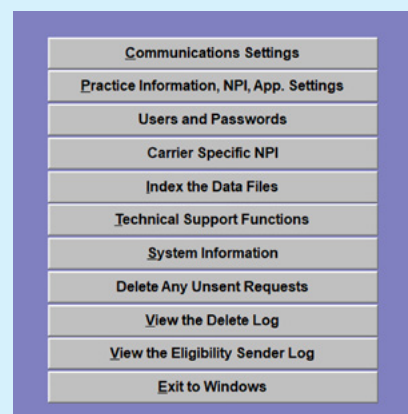 Communications Settings
Practice Information, NPI, App. Settings
Users and Passwords
Carrier Specific NPI
Index the Data Files
Technical Support Functions
System Information
Delete Any Unsent Requests
View the Delete Log
View the Eligibility Sender Log
Exit to Windows